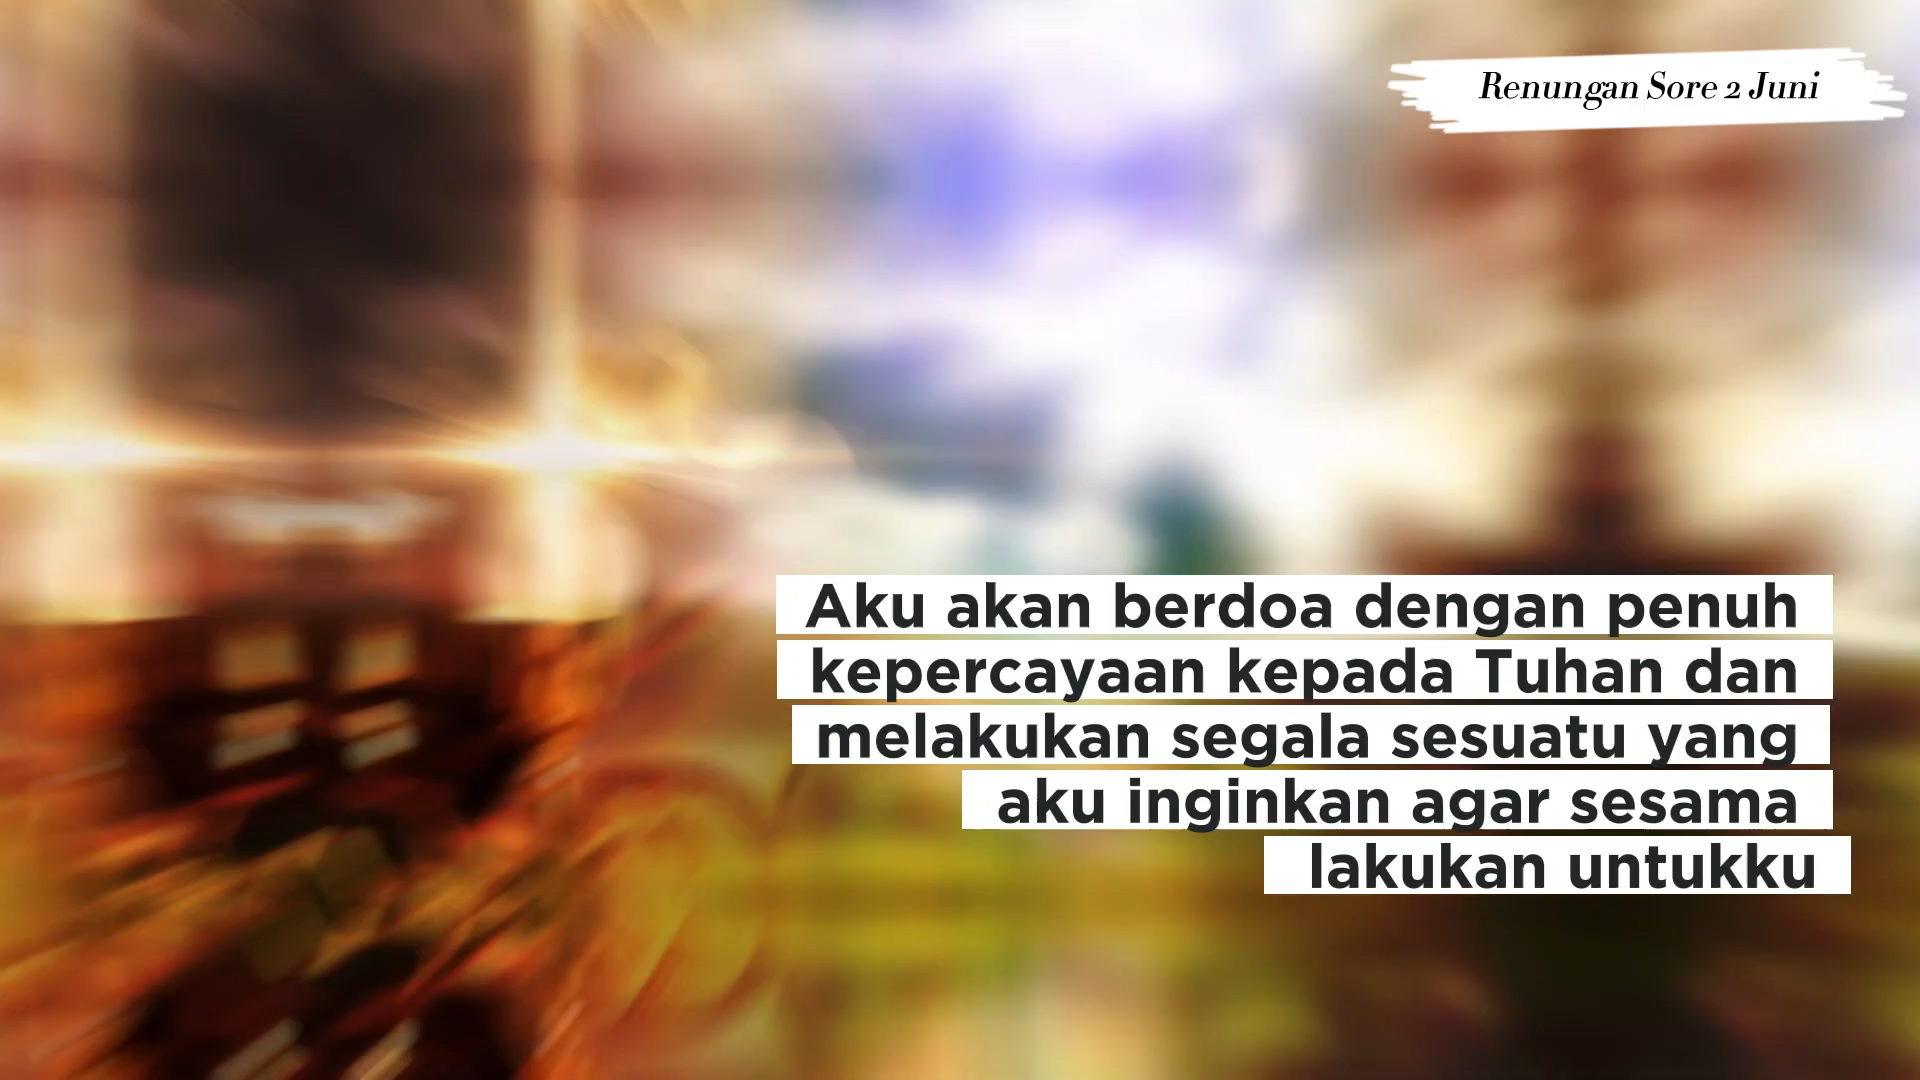 Renungan Sore 2 Juni
Aku akan berdoa dengan penuh
kepercayaan kepada Tuhan dan
melakukan segala sesuatu yang
aku inginkan agar sesama
lakukan untukku